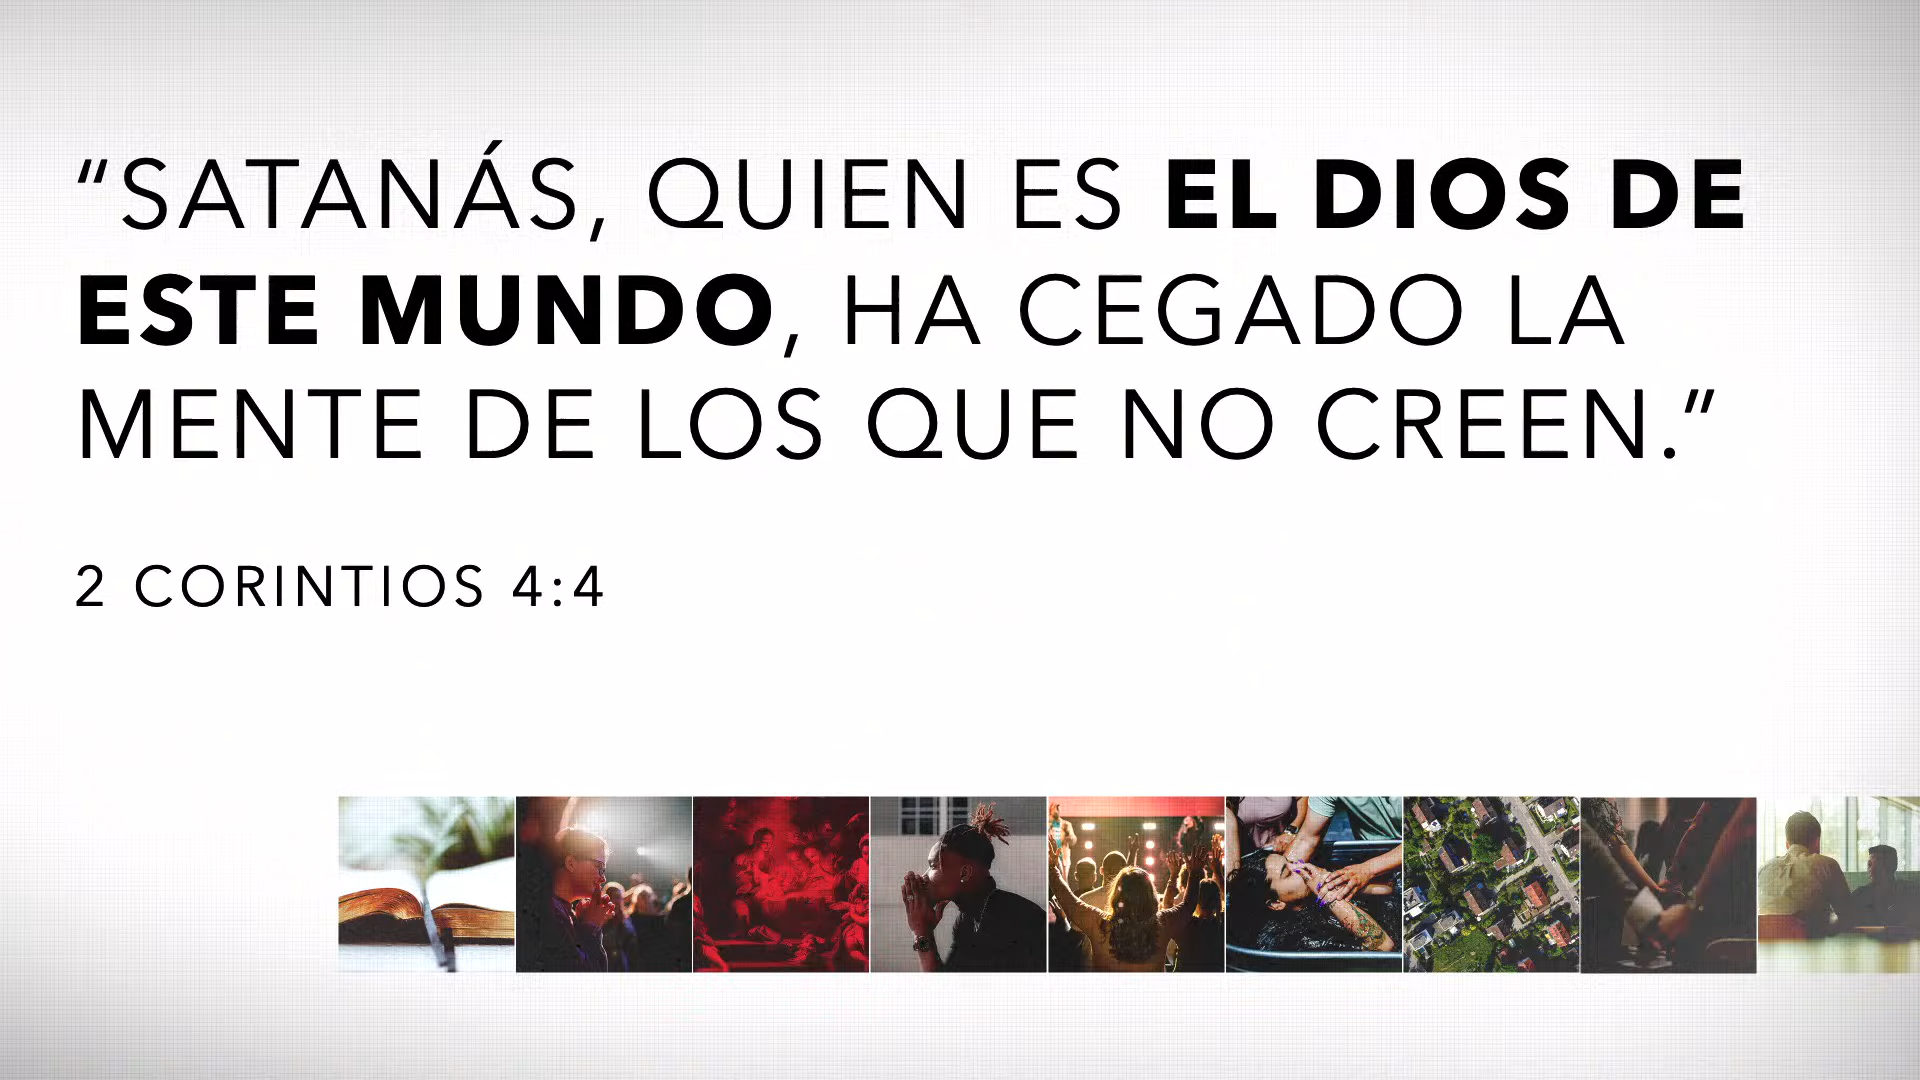 “SATANÁS, QUIEN ES EL DIOS DE
ESTE MUNDO, HA CEGADO LA
MENTE DE LOS QUE NO CREEN.”
2 CORINTIOS 4:4